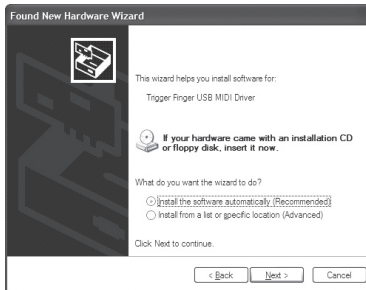 Found New Hardware Wizard
This wizard helps you install software for:
Trigger Finger USB MIDI Driver
If your hardware came with an installation CD
or floppy disk, insert it now.
What do you want the wizard to do?
Install the software automatically (Recommended)
Install from a list or specific location (Advanced)
Click Next to continue.
< Back Next > Cancel